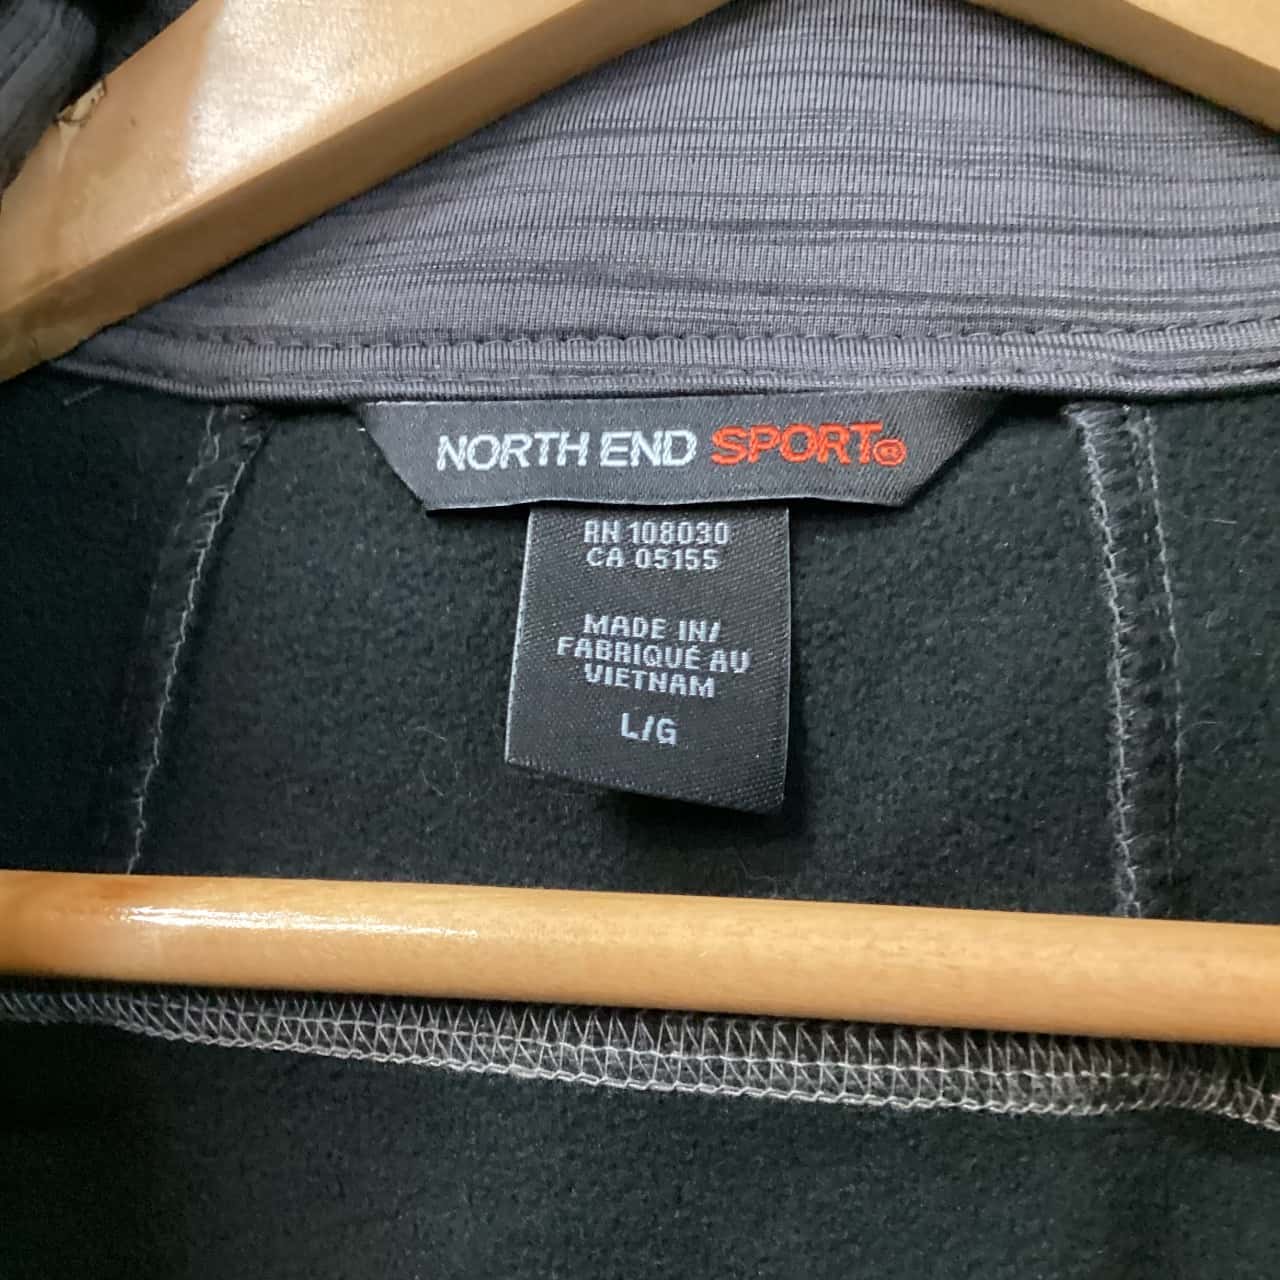 NORTH END SPORT®
RN 108030
CA 05155
MADE IN/
FABRIQUÉ AU
VIETNAM
L/G